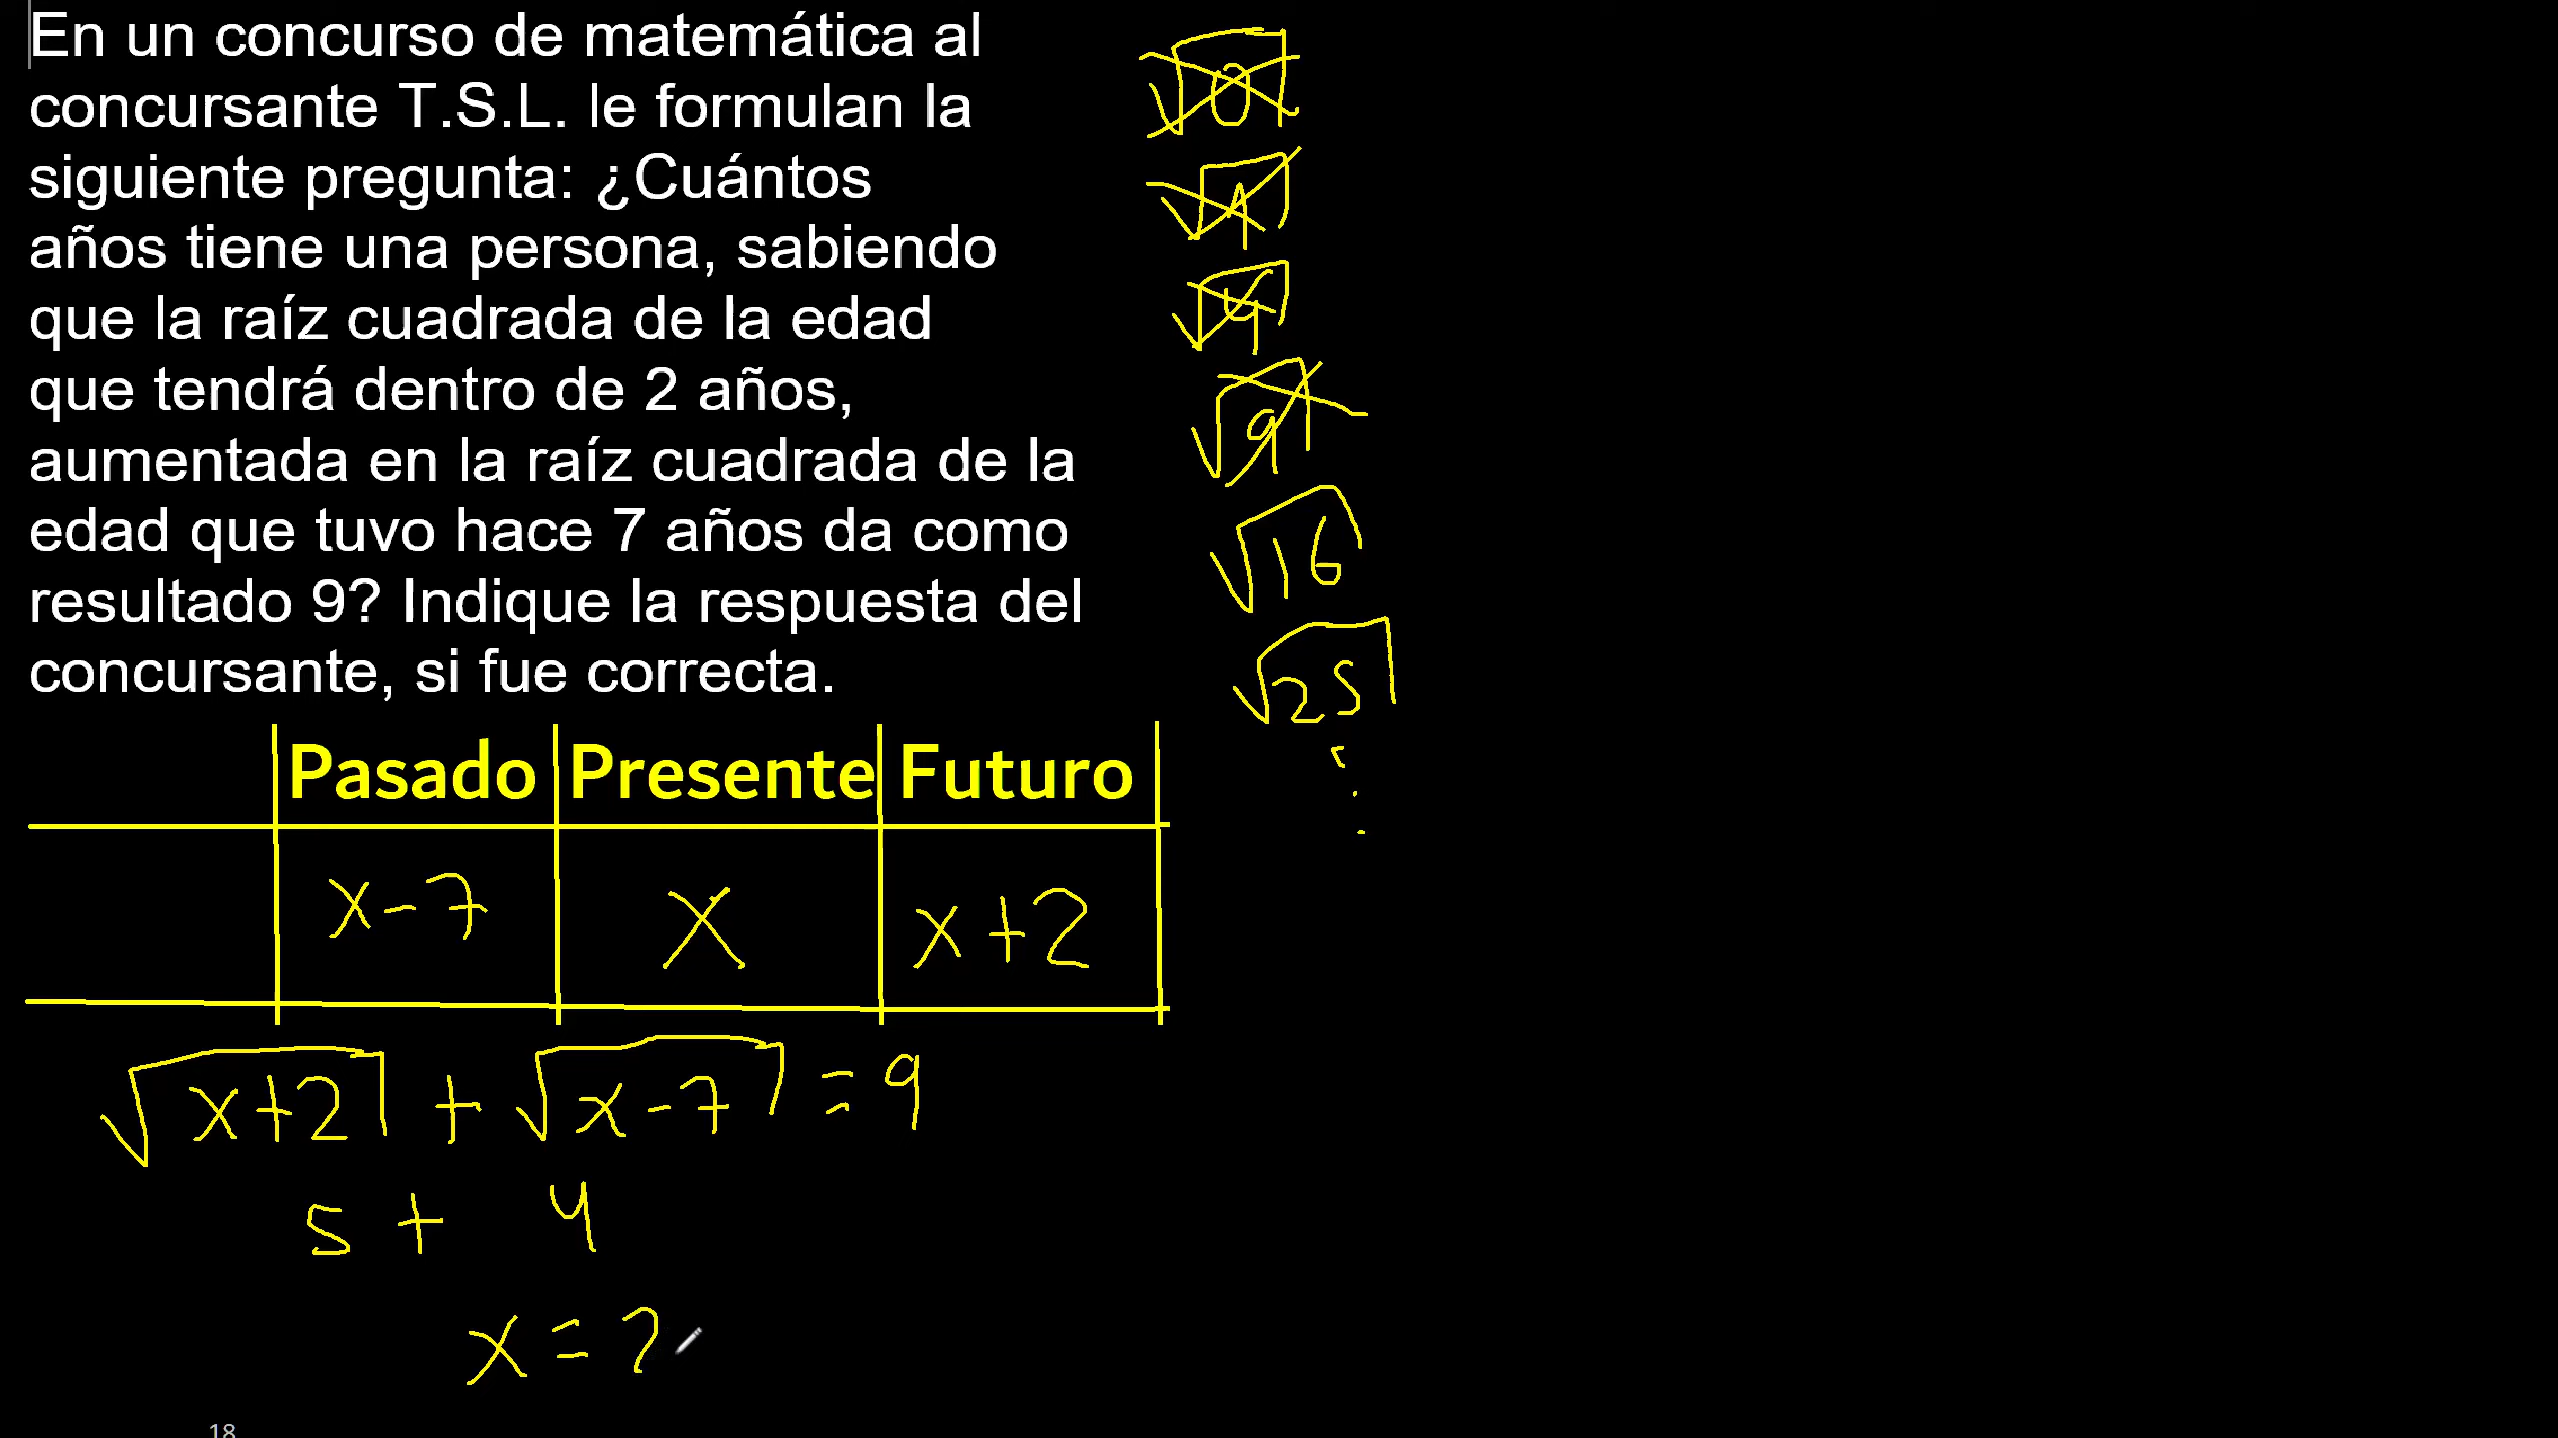 En un concurso de matemática al
concursante T.S.L. le formulan la
siguiente pregunta: ¿Cuántos
años tiene una persona, sabiendo
que la raíz cuadrada de la edad
que tendrá dentro de 2 años,
aumentada en la raíz cuadrada de la
edad que tuvo hace 7 años da como
resultado 9? Indique la respuesta del
concursante, si fue correcta.
√0
√1
√4
√9
√16
√25
Pasado Presente Futuro
x-7 x x+2
√x+2 + √x-7 = 9
5 + 4
x = 2
18